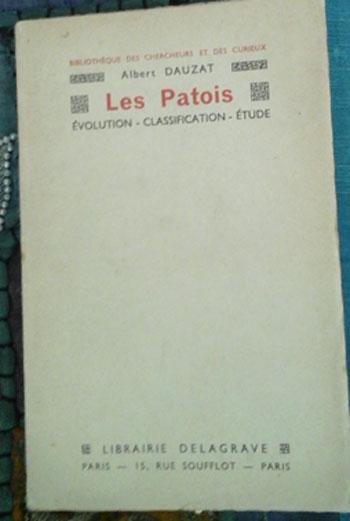 BIBLIOTHÈQUE DES CHERCHEURS ET DES CURIEUX
Albert DAUZAT
Les Patois
ÉVOLUTION - CLASSIFICATION - ÉTUDE
LIBRAIRIE DELAGRAVE
PARIS — 15, RUE SOUFFLOT — PARIS